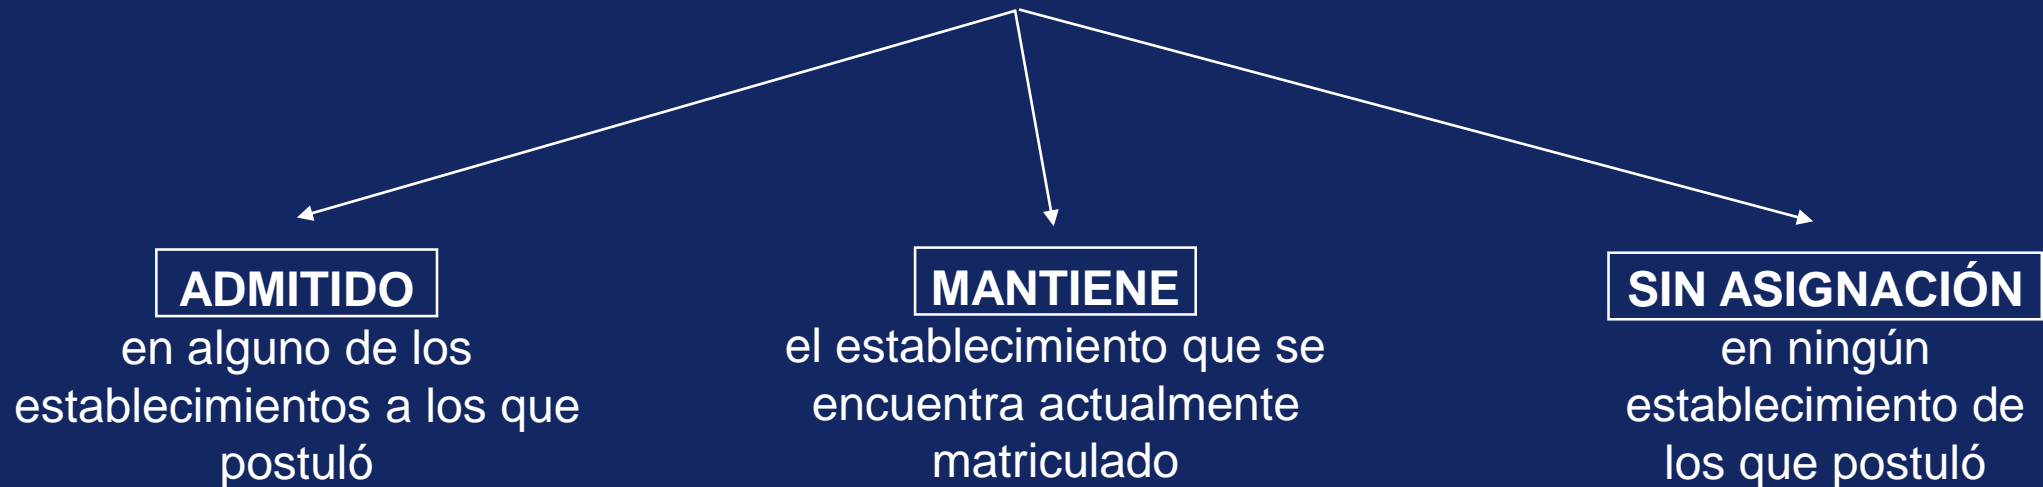 ADMITIDO
en alguno de los
establecimientos a los que
postuló
MANTIENE
el establecimiento que se
encuentra actualmente
matriculado
SIN ASIGNACIÓN
en ningún
establecimiento de
los que postuló